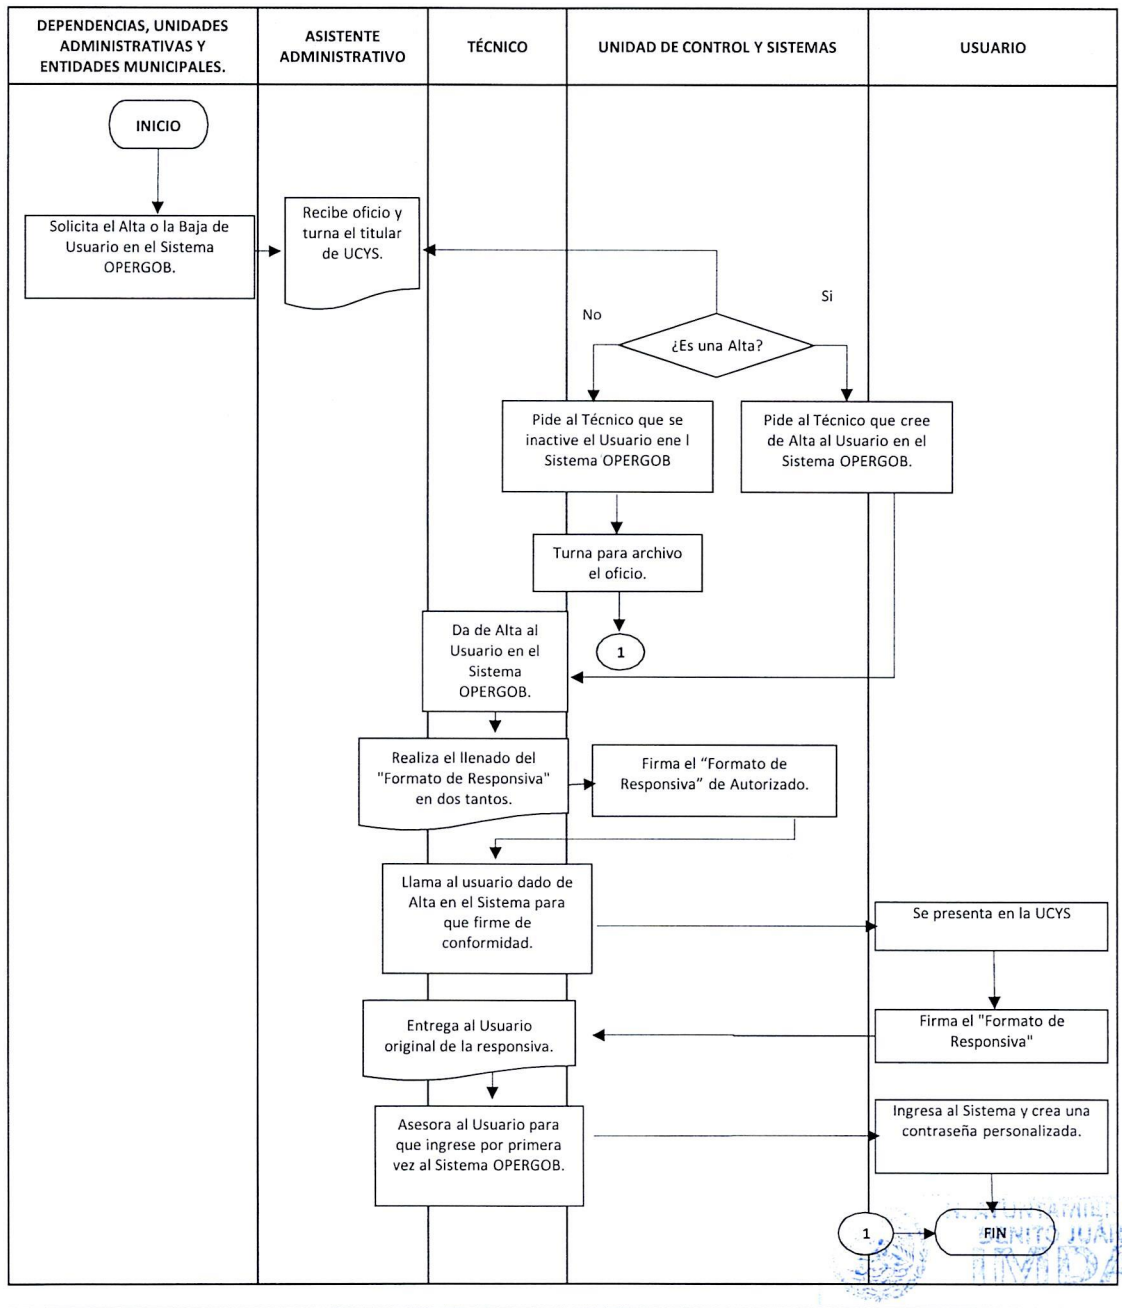 DEPENDENCIAS, UNIDADES
ADMINISTRATIVAS Y
ENTIDADES MUNICIPALES.
ASISTENTE
ADMINISTRATIVO
TÉCNICO
UNIDAD DE CONTROL Y SISTEMAS
USUARIO
INICIO
Solicita el Alta o la Baja de
Usuario en el Sistema
OPERGOB.
Recibe oficio y
turna el titular
de UCYS.
Si
No
¿Es una Alta?
Pide al Técnico que se
inactive el Usuario ene l
Sistema OPERGOB
Pide al Técnico que cree
de Alta al Usuario en el
Sistema OPERGOB.
Turna para archivo
el oficio.
1
Da de Alta al
Usuario en el
Sistema
OPERGOB.
Realiza el llenado del
"Formato de Responsiva"
en dos tantos.
Firma el “Formato de
Responsiva” de Autorizado.
Llama al usuario dado de
Alta en el Sistema para
que firme de
conformidad.
Se presenta en la UCYS
Firma el "Formato de
Responsiva"
Entrega al Usuario
original de la responsiva.
Asesora al Usuario para
que ingrese por primera
vez al Sistema OPERGOB.
Ingresa al Sistema y crea una
contraseña personalizada.
1
FIN
BENITO JUÁ
IMDA